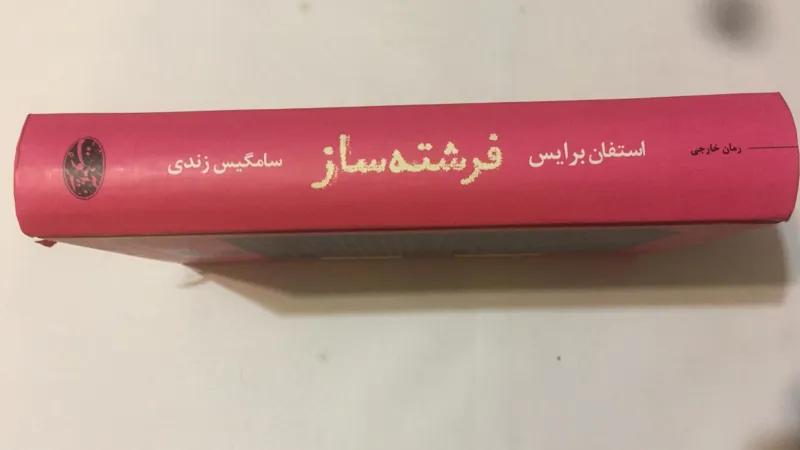 رمان خارجی
استفان برایس
فرشته‌ساز
سامگیس زندی